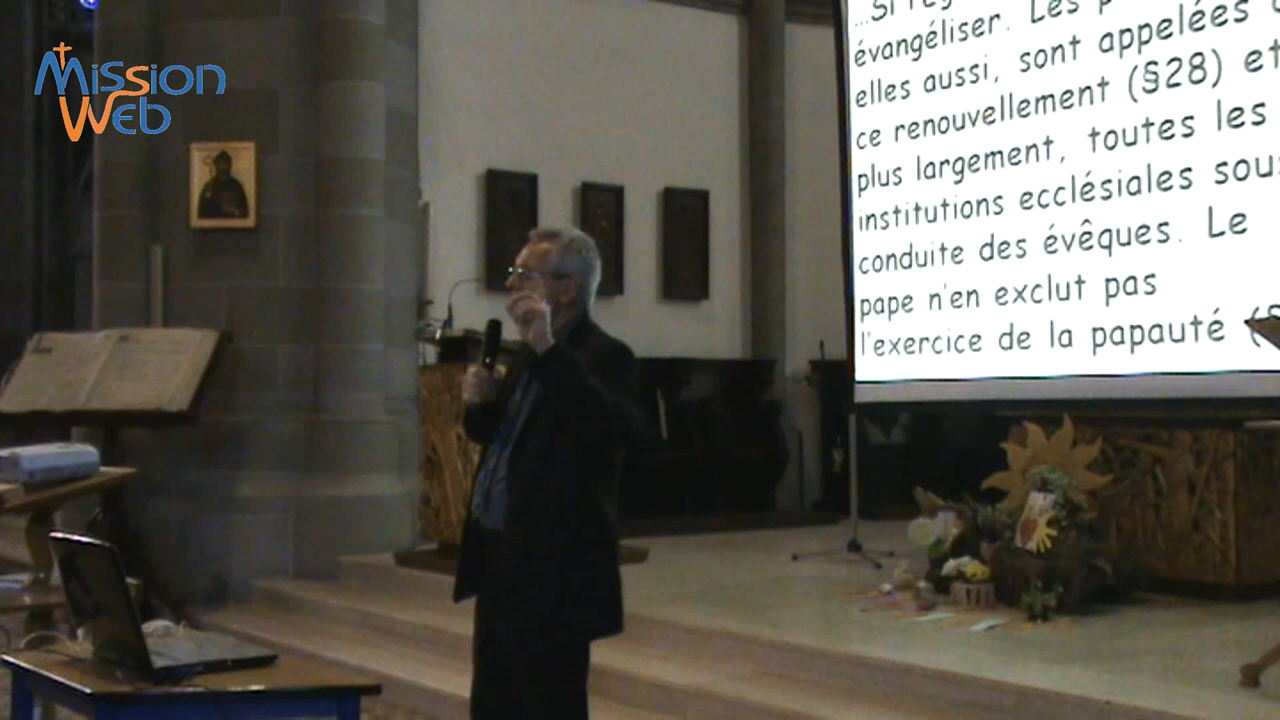 Mission
Web
évangéliser. Les
elles aussi, sont appelées
ce renouvellement (§28) et
plus largement, toutes les
institutions ecclésiales sous
conduite des évêques. Le
pape n'en exclut pas
l'exercice de la papauté